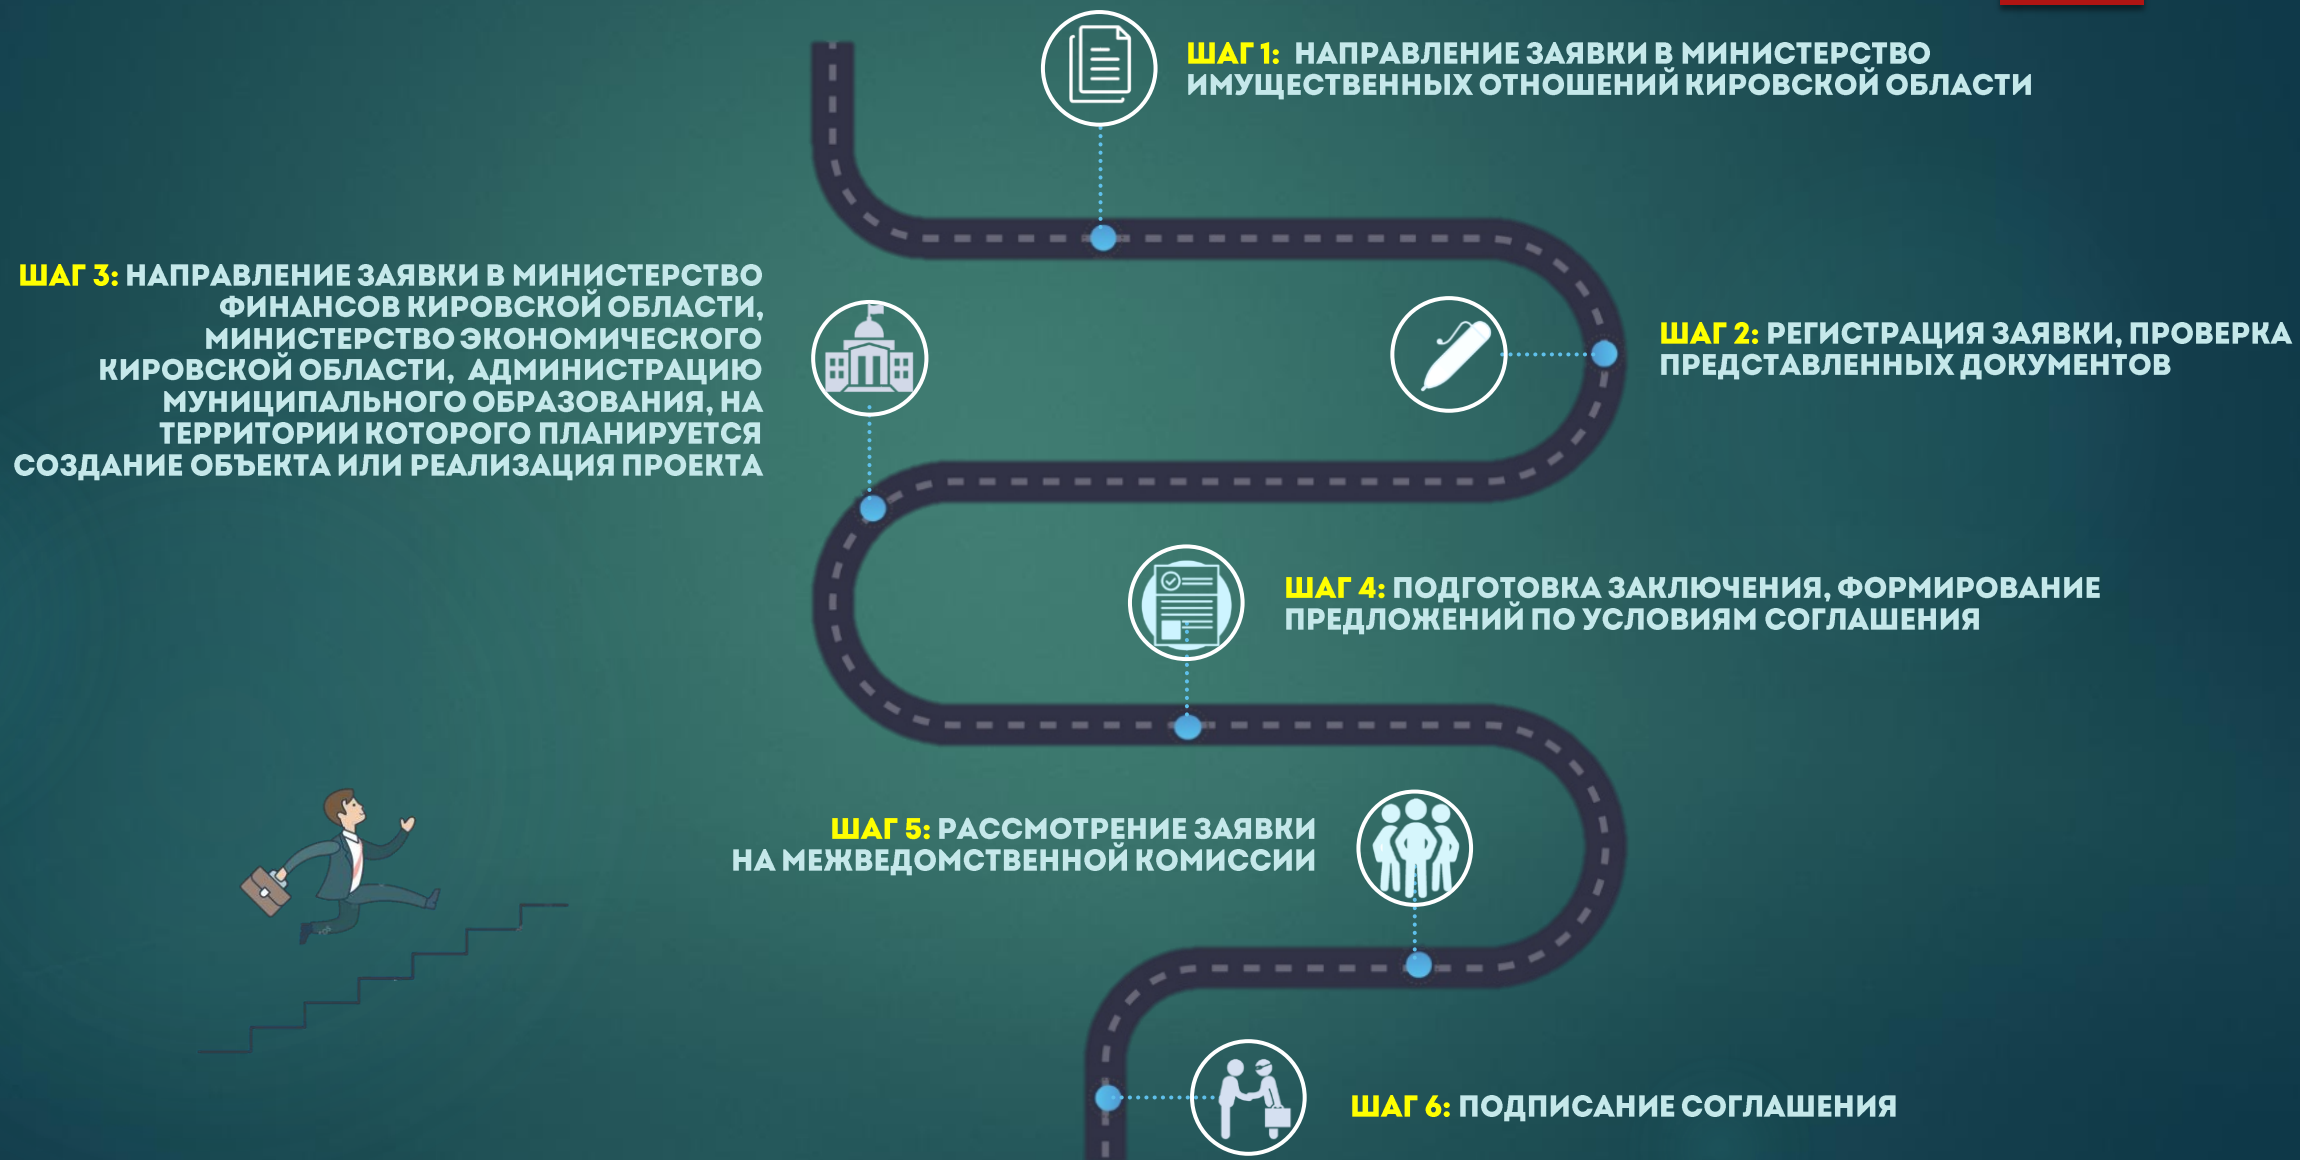 ШАГ 1: НАПРАВЛЕНИЕ ЗАЯВКИ В МИНИСТЕРСТВО
ИМУЩЕСТВЕННЫХ ОТНОШЕНИЙ КИРОВСКОЙ ОБЛАСТИ
ШАГ 2: РЕГИСТРАЦИЯ ЗАЯВКИ, ПРОВЕРКА
ПРЕДСТАВЛЕННЫХ ДОКУМЕНТОВ
ШАГ 3: НАПРАВЛЕНИЕ ЗАЯВКИ В МИНИСТЕРСТВО
ФИНАНСОВ КИРОВСКОЙ ОБЛАСТИ,
МИНИСТЕРСТВО ЭКОНОМИЧЕСКОГО
КИРОВСКОЙ ОБЛАСТИ, АДМИНИСТРАЦИЮ
МУНИЦИПАЛЬНОГО ОБРАЗОВАНИЯ, НА
ТЕРРИТОРИИ КОТОРОГО ПЛАНИРУЕТСЯ
СОЗДАНИЕ ОБЪЕКТА ИЛИ РЕАЛИЗАЦИЯ ПРОЕКТА
ШАГ 4: ПОДГОТОВКА ЗАКЛЮЧЕНИЯ, ФОРМИРОВАНИЕ
ПРЕДЛОЖЕНИЙ ПО УСЛОВИЯМ СОГЛАШЕНИЯ
ШАГ 5: РАССМОТРЕНИЕ ЗАЯВКИ
НА МЕЖВЕДОМСТВЕННОЙ КОМИССИИ
ШАГ 6: ПОДПИСАНИЕ СОГЛАШЕНИЯ